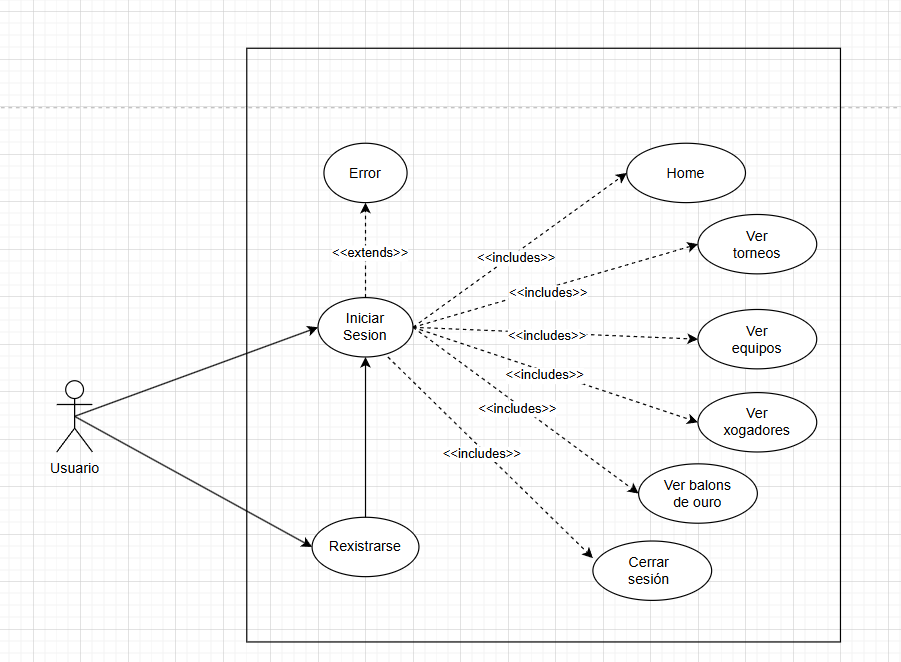 Error
Home
Ver
torneos
<<extends>>
<<includes>>
<<includes>>
Iniciar
Sesion
<<includes>>
Ver
equipos
<<includes>>
<<includes>>
Ver
xogadores
<<includes>>
Usuario
Ver balons
de ouro
Rexistrarse
Cerrar
sesión